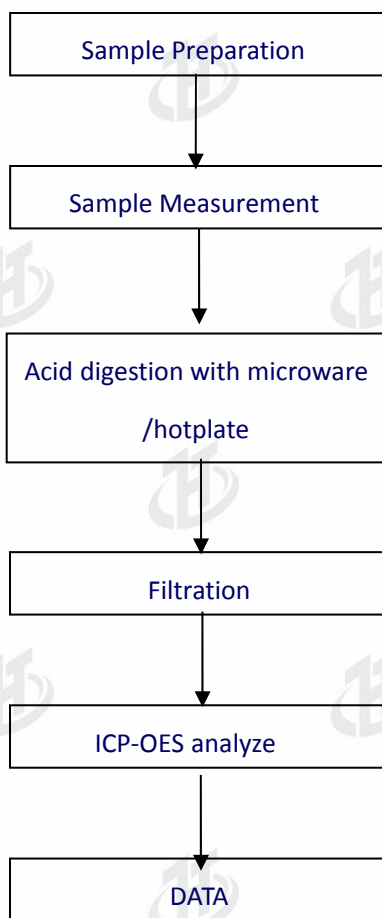 Sample Preparation
Sample Measurement
Acid digestion with microware
/hotplate
Filtration
ICP-OES analyze
DATA